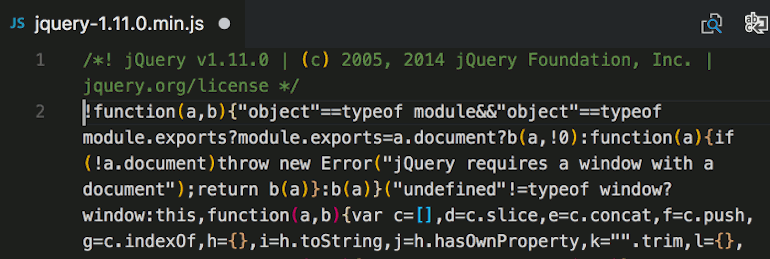 JS jquery-1.11.0.min.js
1 /*! jQuery v1.11.0 | (c) 2005, 2014 jQuery Foundation, Inc. |
jquery.org/license */
2 !function(a,b){"object"==typeof module&&"object"==typeof
module.exports?module.exports=a.document?b(a,!0):function(a){if
(!a.document)throw new Error("jQuery requires a window with a
document");return b(a)}:b(a)}("undefined"!=typeof window?
window:this,function(a,b){var c=[],d=c.slice,e=c.concat,f=c.push,
g=c.indexOf,h={},i=h.toString,j=h.hasOwnProperty,k="".trim,l={},